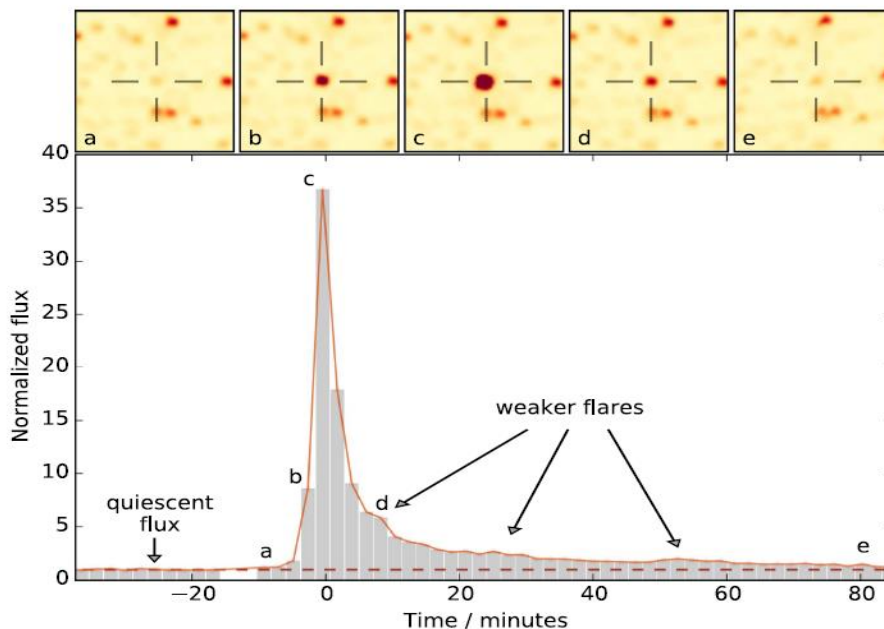 a
b
c
d
e
40
35
30
25
20
15
10
5
0
Normalized flux
c
b
a
d
e
quiescent
flux
weaker flares
−20
0
20
40
60
80
Time / minutes